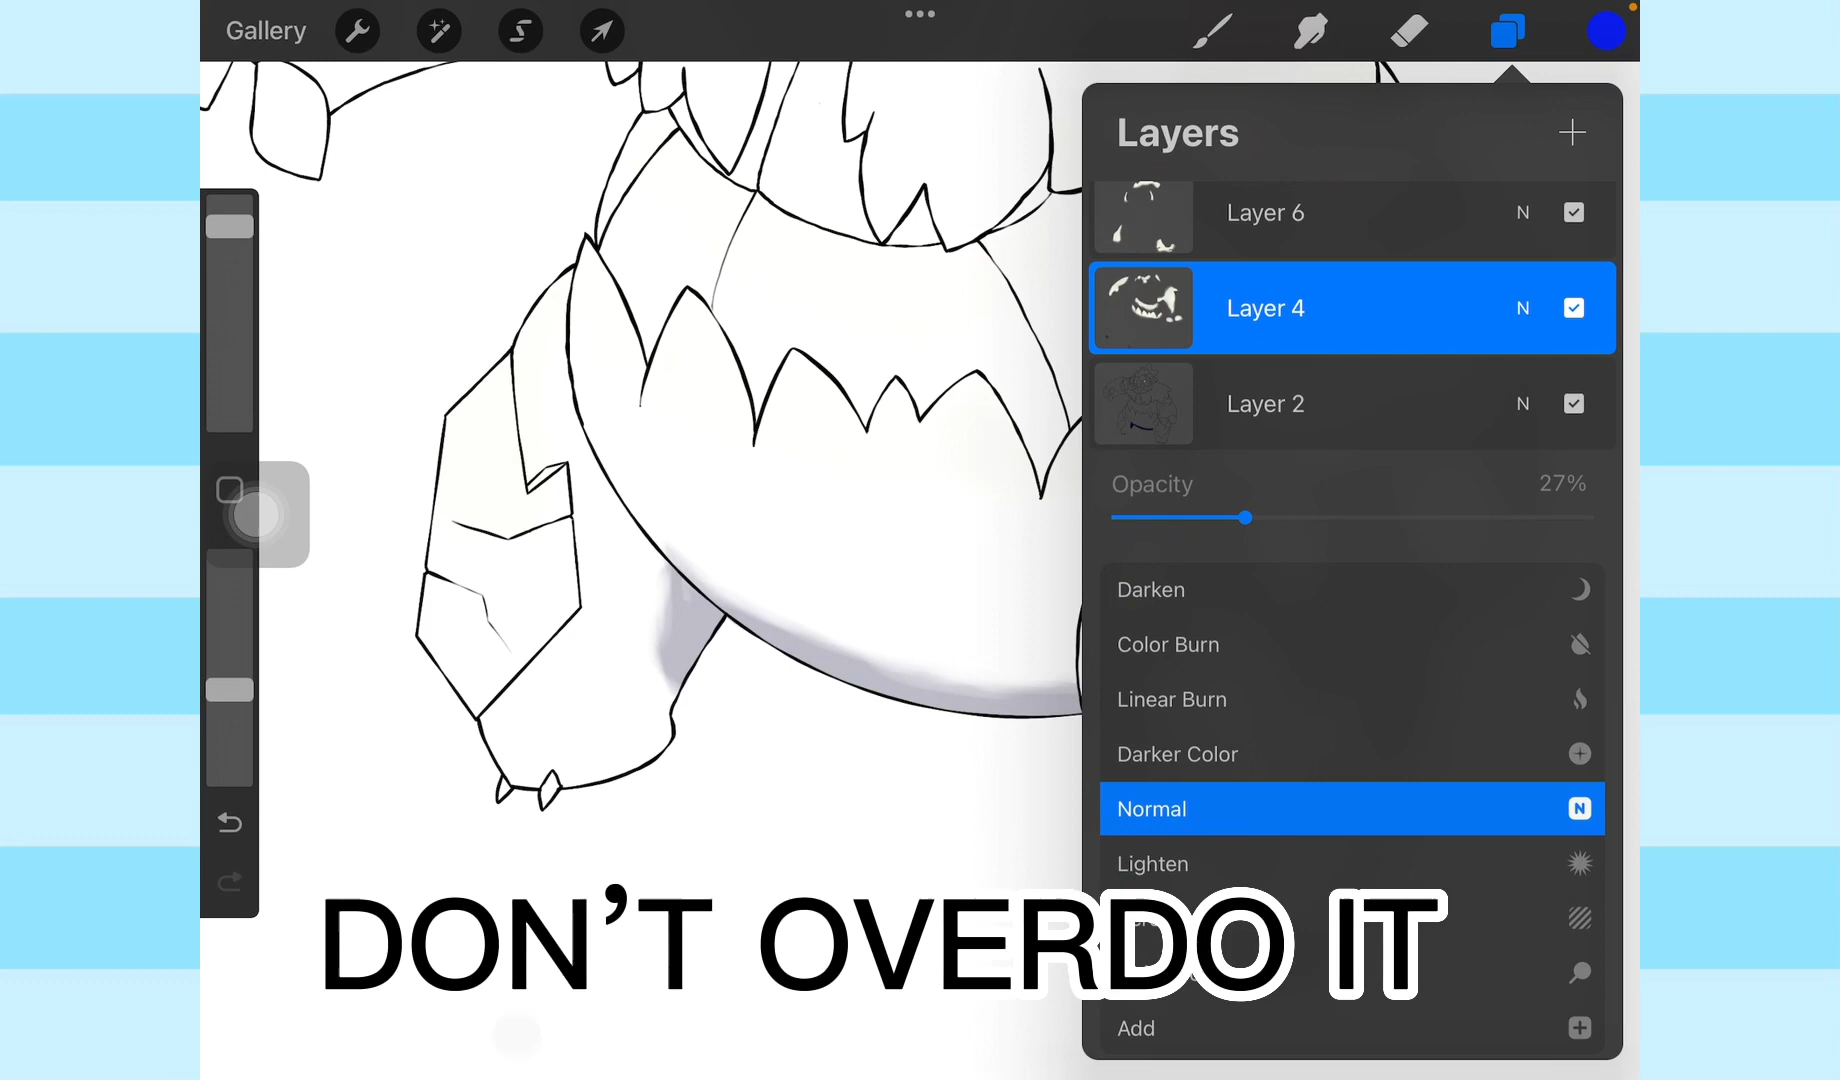 Gallery
Layers
Layer 6 N
Layer 4 N
Layer 2 N
Opacity 27%
Darken
Color Burn
Linear Burn
Darker Color
Normal N
Lighten
Add
DON’T OVERDO IT